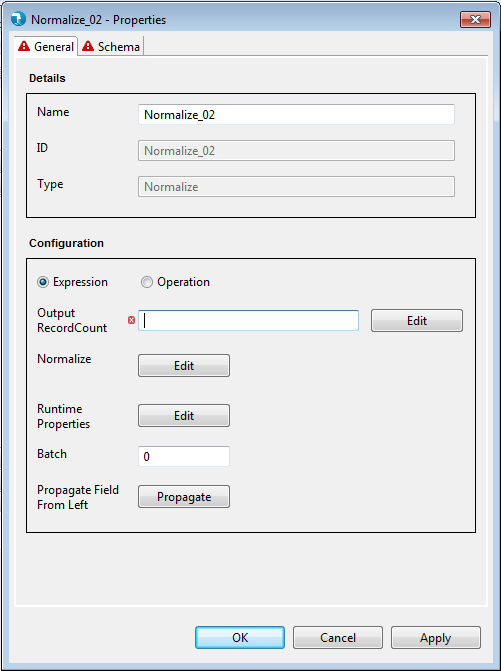 Normalize_02 - Properties
General Schema
Details
Name Normalize_02
ID Normalize_02
Type Normalize
Configuration
Expression Operation
Output
RecordCount Edit
Normalize Edit
Runtime
Properties Edit
Batch 0
Propagate Field
From Left Propagate
OK Cancel Apply